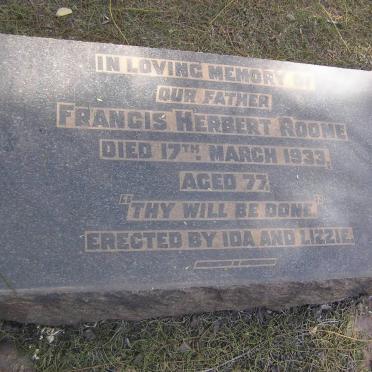 IN LOVING MEMORY OF
OUR FATHER
FRANCIS HERBERT ROOME
DIED 17TH. MARCH 1933.
AGED 77.
"THY WILL BE DONE"
ERECTED BY IDA AND LIZZIE.